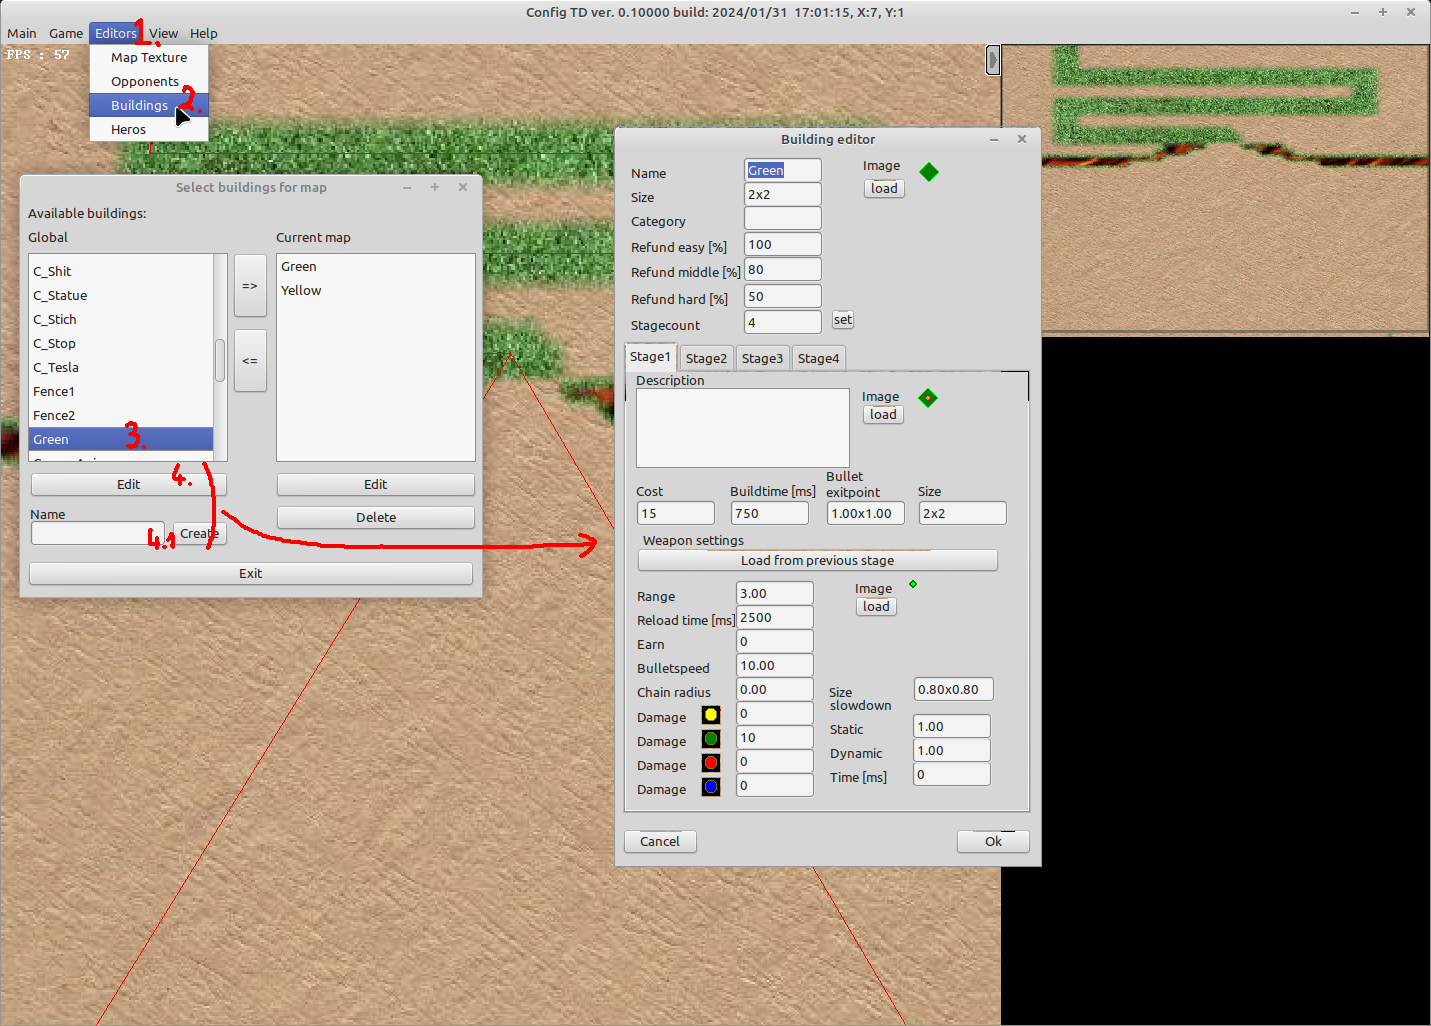 Config TD ver. 0.10000 build: 2024/01/31  17:01:15, X:7, Y:1
Main Game Editors View Help
1.
FPS : 57
Map Texture
Opponents
Buildings
2.
Heros
Select buildings for map
Available buildings:
Global
C_Shit
C_Statue
C_Stich
C_Stop
C_Tesla
Fence1
Fence2
Green
3.
=>
<=
Current map
Green
Yellow
Edit
4.
Edit
Name
4.1
Create
Delete
Exit
Building editor
Name Green
Size 2x2
Category
Refund easy [%] 100
Refund middle [%] 80
Refund hard [%] 50
Stagecount 4 set
Image
load
Stage1 Stage2 Stage3 Stage4
Description
Image
load
Cost
15
Buildtime [ms]
750
Bullet
exitpoint
1.00x1.00
Size
2x2
Weapon settings
Load from previous stage
Range 3.00
Reload time [ms] 2500
Earn 0
Bulletspeed 10.00
Chain radius 0.00
Damage 0
Damage 10
Damage 0
Damage 0
Image
load
Size 0.80x0.80
slowdown
Static 1.00
Dynamic 1.00
Time [ms] 0
Cancel
Ok